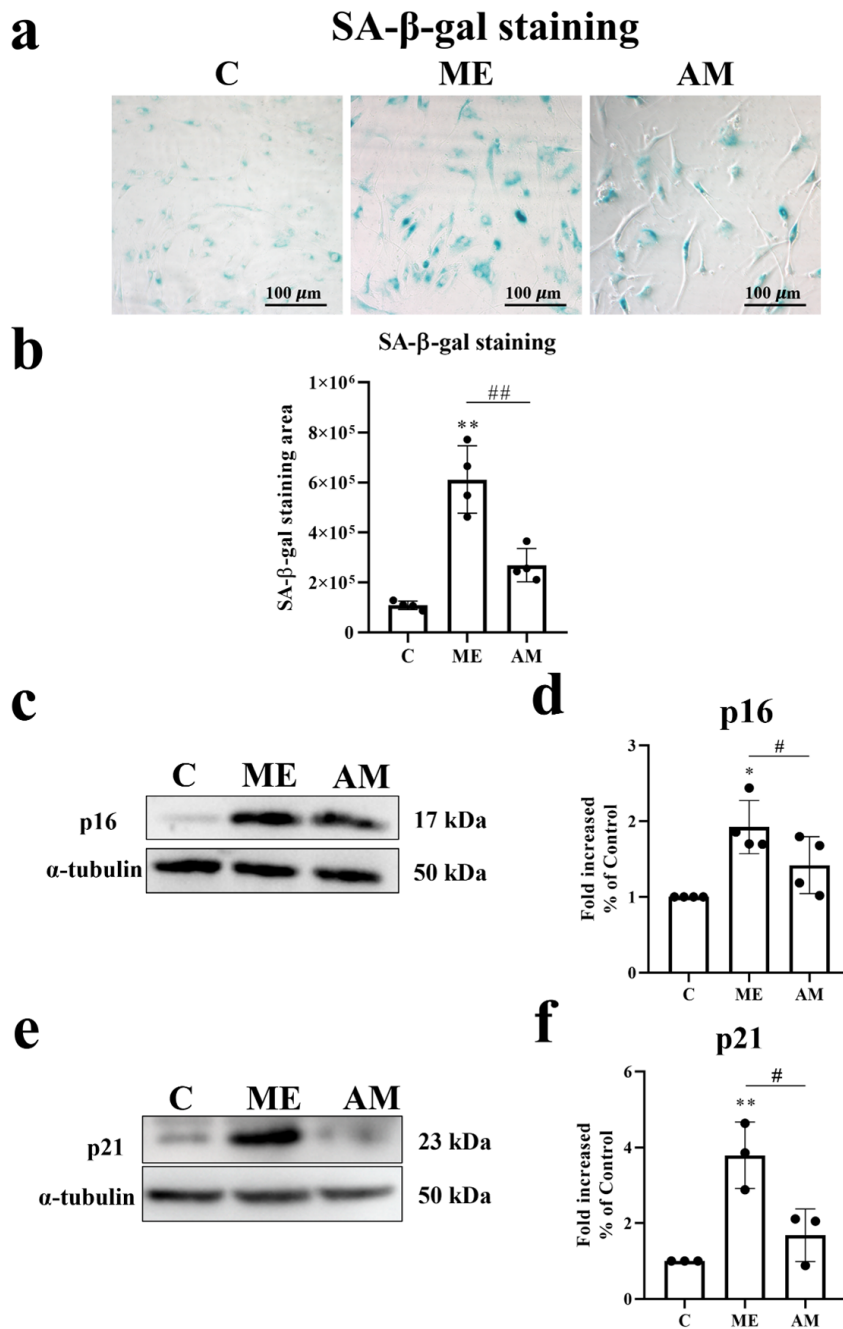 a
SA-β-gal staining
C ME AM
100 μm 100 μm 100 μm
b
SA-β-gal staining
SA-β-gal staining area
1×10⁶
8×10⁵
6×10⁵
4×10⁵
2×10⁵
0
**
##
C ME AM
c
C ME AM
p16 17 kDa
α-tubulin 50 kDa
d
p16
Fold increased
% of Control
3
2
1
0
*
#
C ME AM
e
C ME AM
p21 23 kDa
α-tubulin 50 kDa
f
p21
Fold increased
% of Control
6
4
2
0
**
#
C ME AM